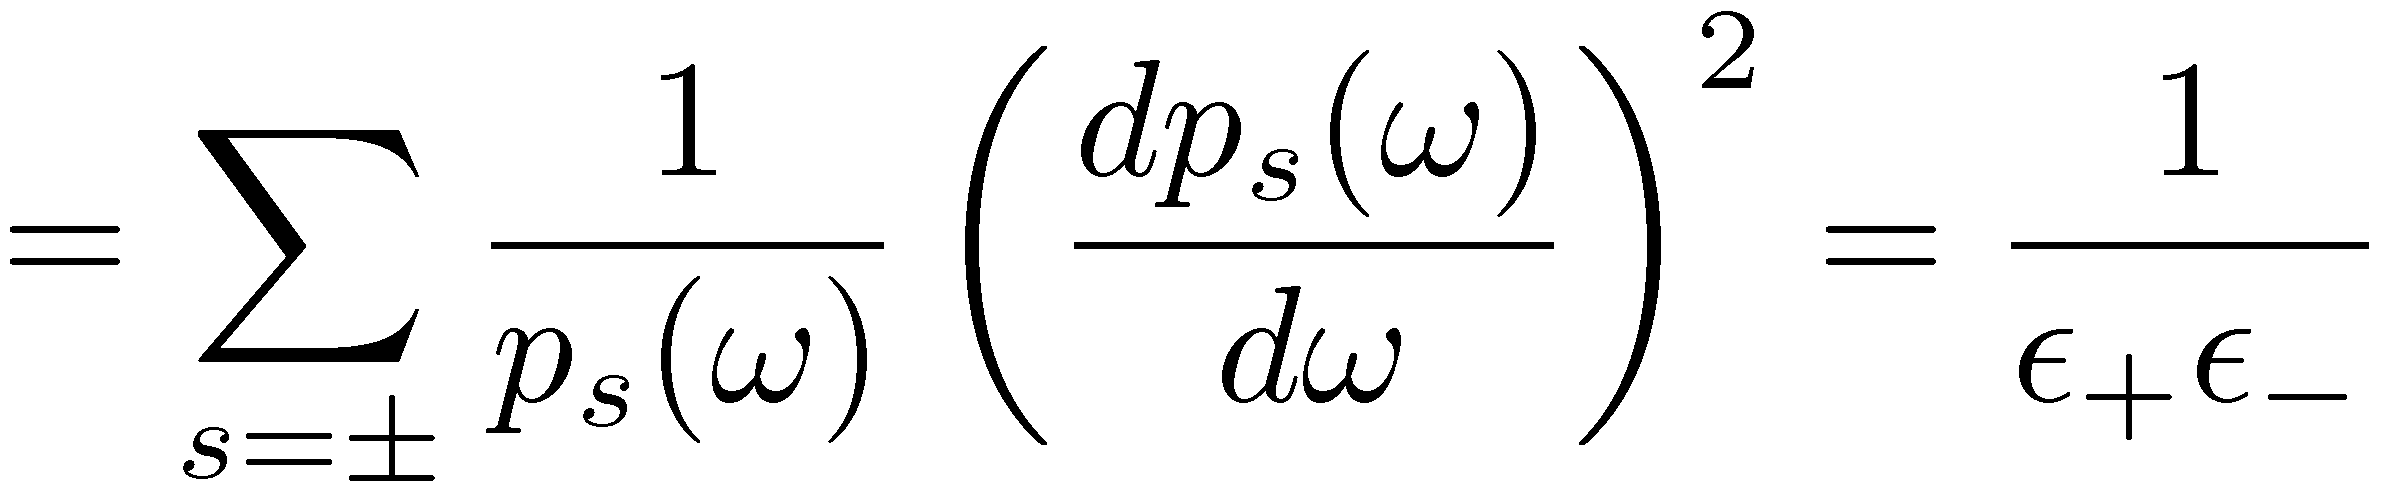 $= \sum_{s=\pm} \frac{1}{p_s(\omega)} \left( \frac{dp_s(\omega)}{d\omega} \right)^2 = \frac{1}{\epsilon_+ \epsilon_-}$